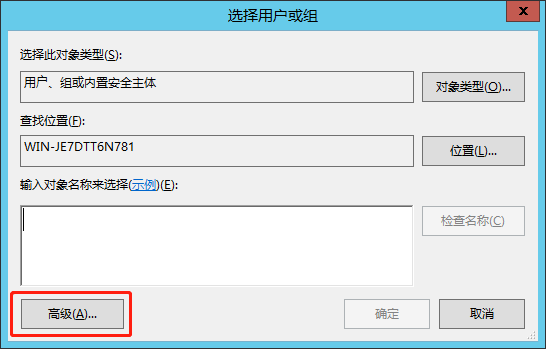 选择用户或组
选择此对象类型(S):
用户、组或内置安全主体
对象类型(O)...
查找位置(F):
WIN-JE7DTT6N781
位置(L)...
输入对象名称来选择(示例)(E):
检查名称(C)
高级(A)...
确定
取消